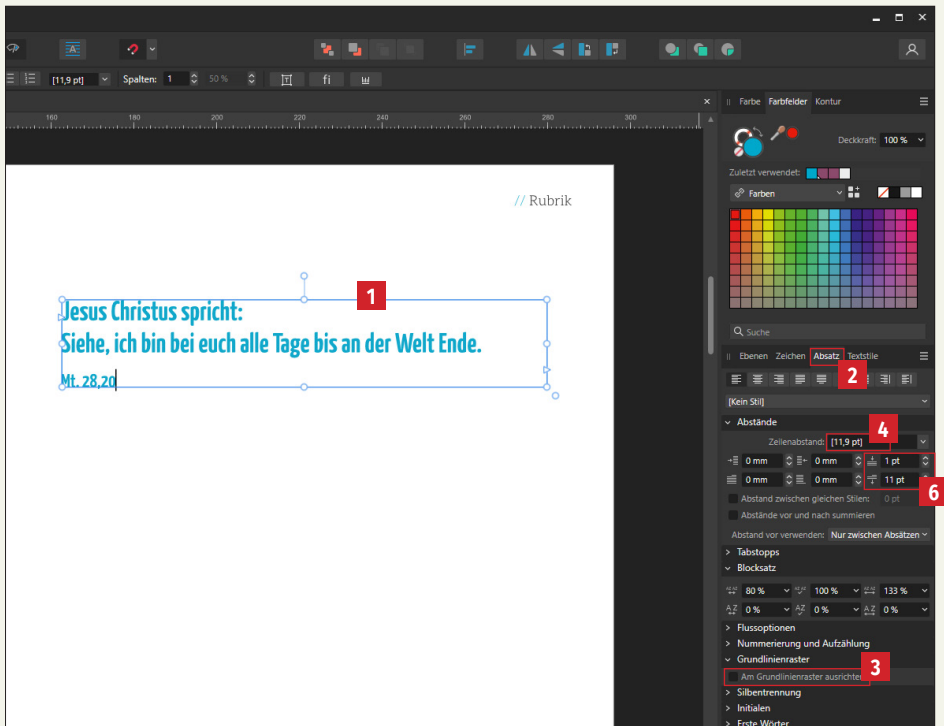 [11,9 pt] Spalten: 1 50 % fi
Farbe Farbfelder Kontur
160 180 200 220 240 260 280 300
Deckkraft: 100 %
Zuletzt verwendet:
Farben
// Rubrik
1
Jesus Christus spricht:
Siehe, ich bin bei euch alle Tage bis an der Welt Ende.
Mt. 28,20
Suche
Ebenen Zeichen Absatz Textstile
2
[Kein Stil]
Abstände
4
Zeilenabstand: [11,9 pt]
0 mm 0 mm 1 pt
0 mm 0 mm 11 pt
6
Abstand zwischen gleichen Stilen: 0 pt
Abstände vor und nach summieren
Abstand vor verwenden: Nur zwischen Absätzen
Tabstopps
Blocksatz
80 % 100 % 133 %
0 % 0 % 0 %
Flussoptionen
Nummerierung und Aufzählung
Grundlinienraster
3
Am Grundlinienraster ausrichten
Silbentrennung
Initialen
Erste Wörter